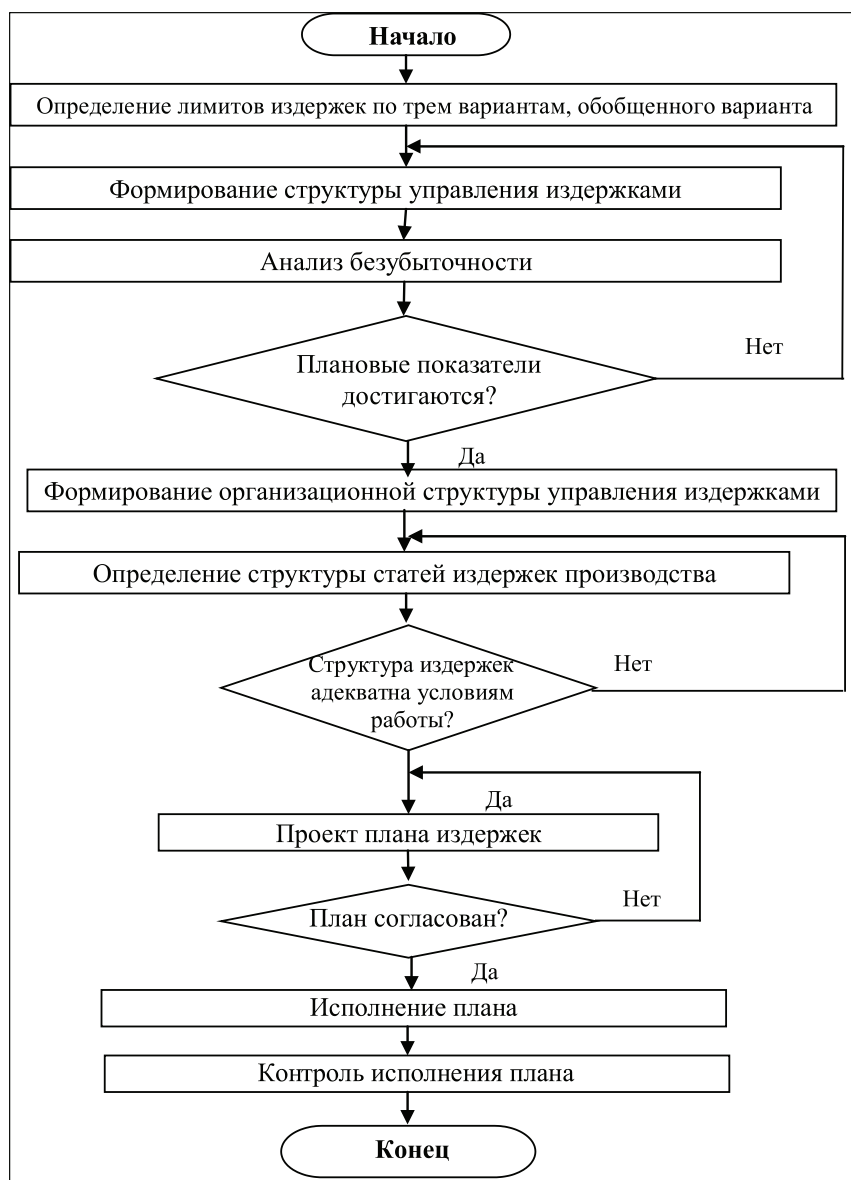 Начало
Определение лимитов издержек по трем вариантам, обобщенного варианта
Формирование структуры управления издержками
Анализ безубыточности
Нет
Плановые показатели
достигаются?
Да
Формирование организационной структуры управления издержками
Определение структуры статей издержек производства
Структура издержек
Нет
адекватна условиям
работы?
Да
Проект плана издержек
Нет
План согласован?
Да
Исполнение плана
Контроль исполнения плана
Конец